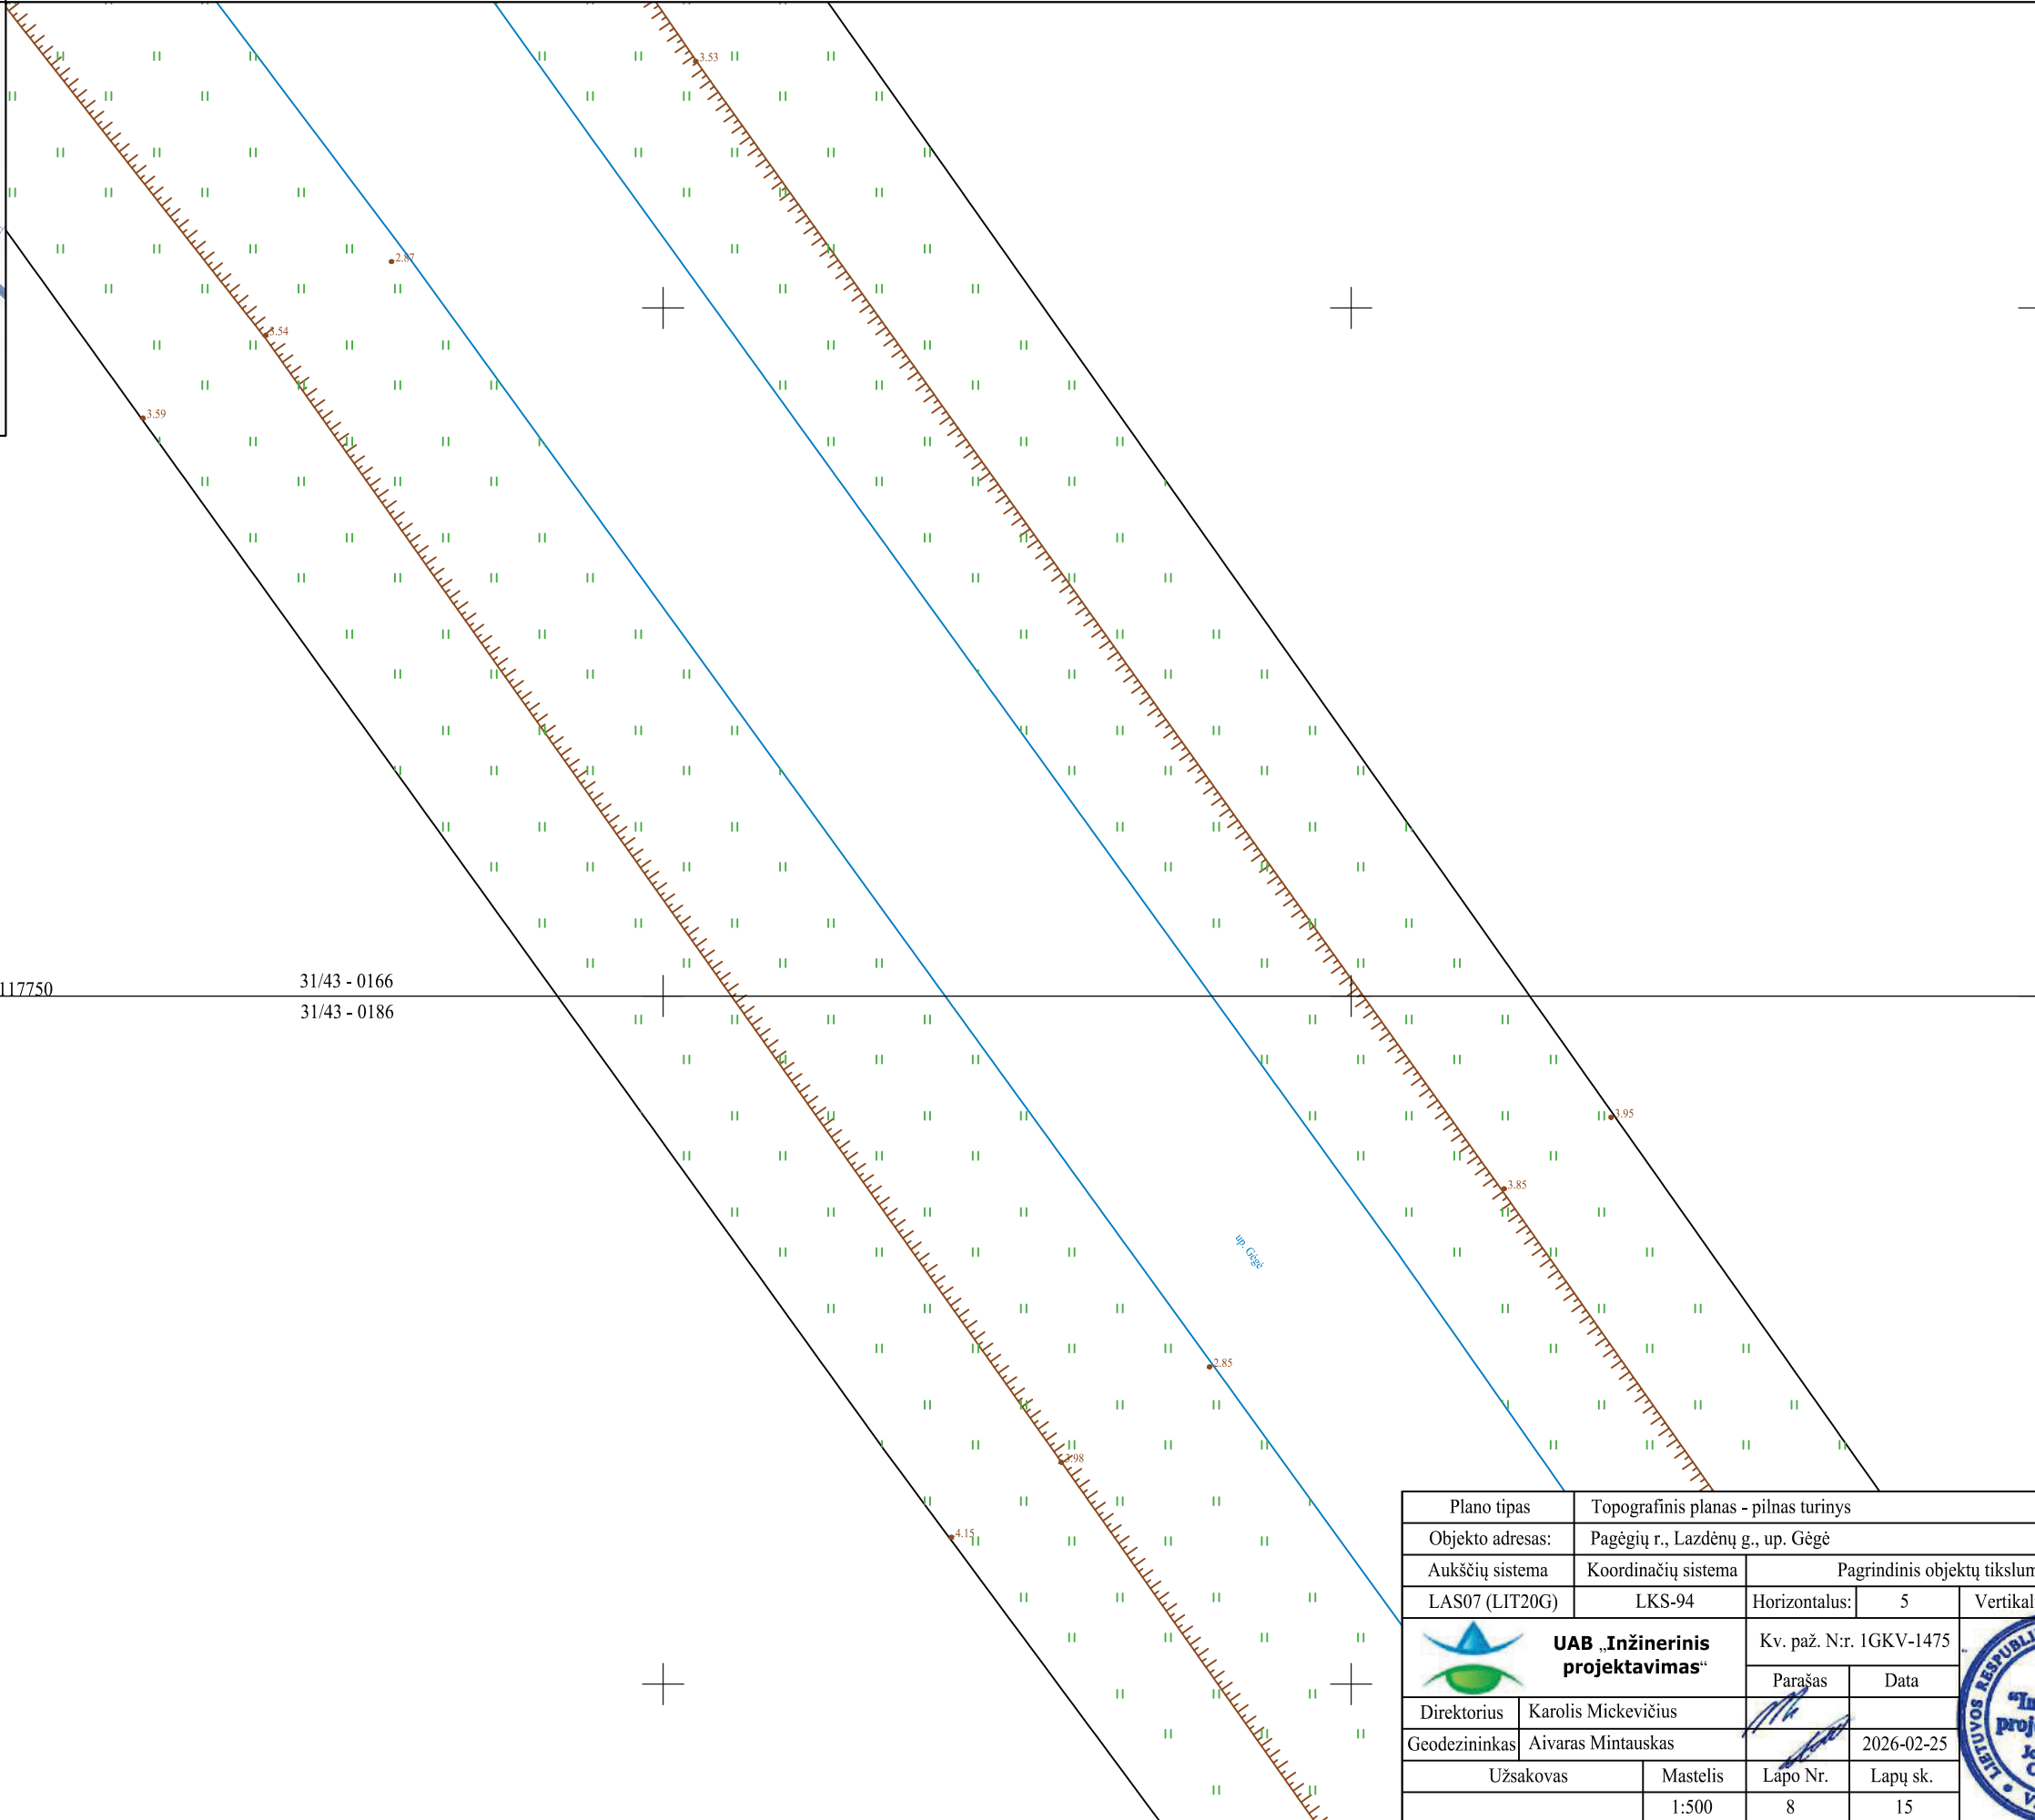 3.53
2.87
3.54
3.59
117750
31/43 - 0166
31/43 - 0186
3.95
3.85
up. Gėgė
2.85
3.98
4.15
Plano tipas Topografinis planas - pilnas turinys
Objekto adresas: Pagėgių r., Lazdėnų g., up. Gėgė
Aukščių sistema Koordinačių sistema Pagrindinis objektų
LAS07 (LIT20G) LKS-94 Horizontalus: 5
UAB „Inžinerinis
projektavimas“
Kv. paž. N:r. 1GKV-1475
Parašas Data
Direktorius Karolis Mickevičius
Geodezininkas Aivaras Mintauskas 2026-02-25
Užsakovas Mastelis Lapo Nr. Lapų sk.
1:500 8 15
LIETUVOS